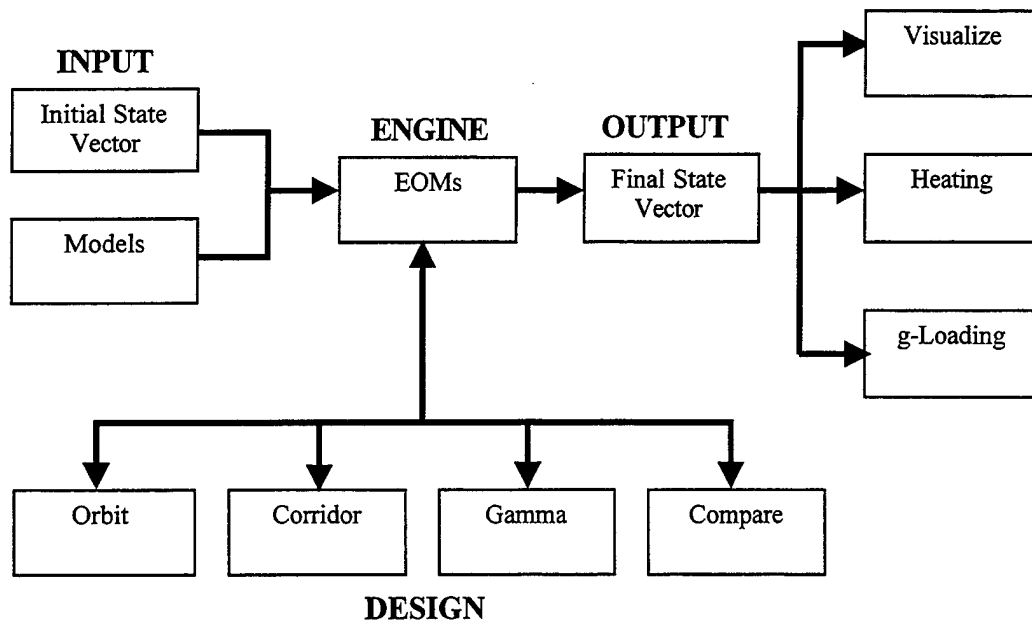 INPUT
Initial State
Vector
Models
ENGINE
EOMs
OUTPUT
Final State
Vector
Visualize
Heating
g-Loading
Orbit
Corridor
Gamma
Compare
DESIGN